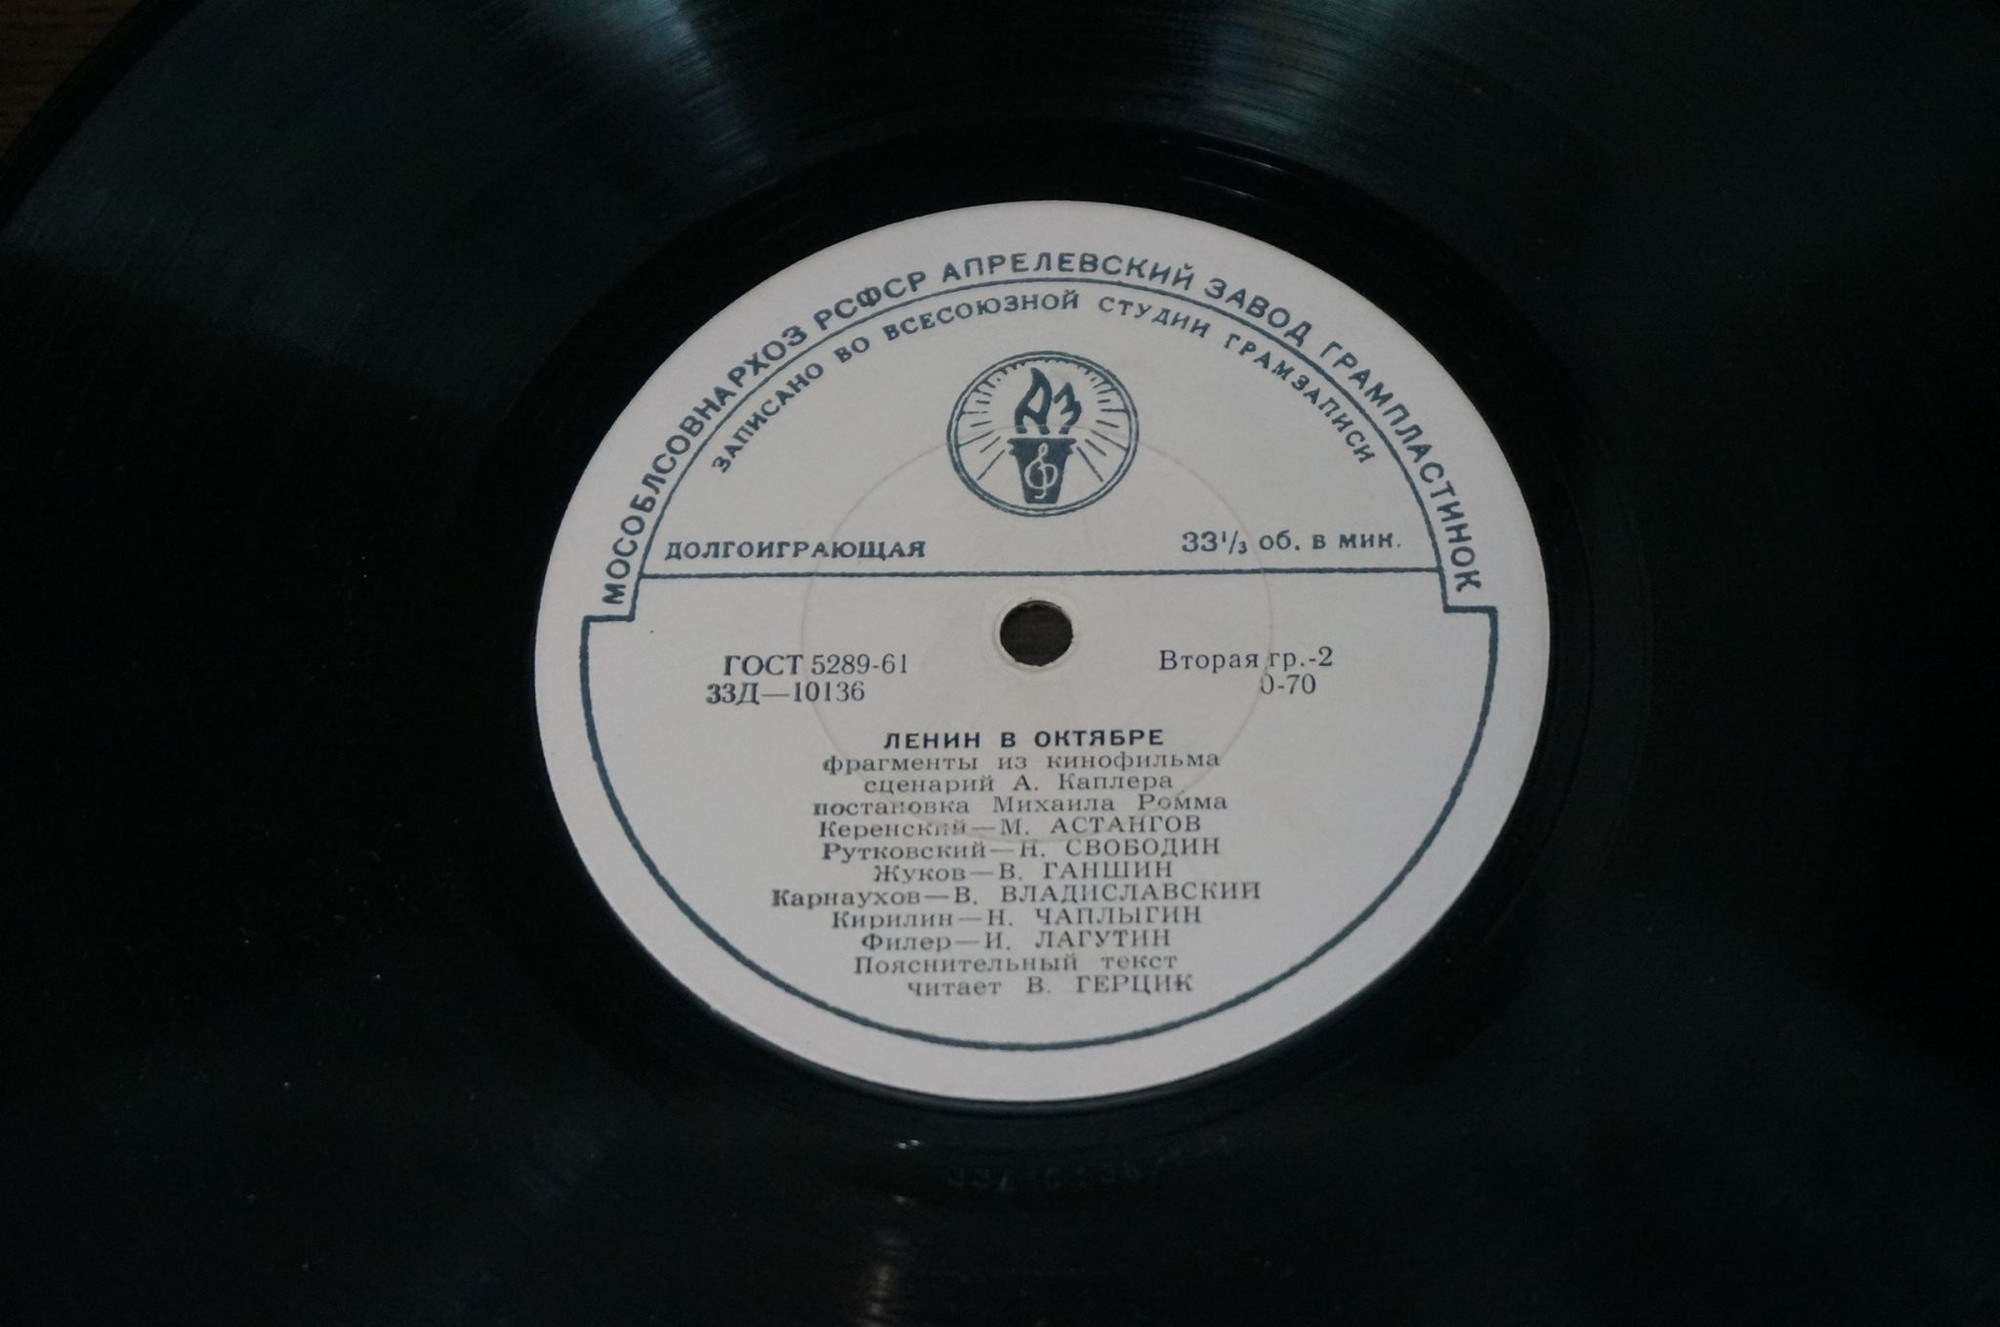 МОСОБЛСОВНАРХОЗ РСФСР АПРЕЛЕВСКИЙ ЗАВОД ГРАМПЛАСТИНОК
ЗАПИСАНО ВО ВСЕСОЮЗНОЙ СТУДИИ ГРАМЗАПИСИ
АЗ
ДОЛГОИГРАЮЩАЯ 33⅓ об. в мин.
ГОСТ 5289-61 Вторая гр.-2
33Д—10136 0-70
ЛЕНИН В ОКТЯБРЕ
фрагменты из кинофильма
сценарий А. Каплера
постановка Михаила Ромма
Керенский—М. АСТАНГОВ
Рутковский—Н. СВОБОДИН
Жуков—В. ГАНШИН
Карнаухов—В. ВЛАДИСЛАВСКИЙ
Кирилин—Н. ЧАПЛЫГИН
Филер—И. ЛАГУТИН
Пояснительный текст
читает В. ГЕРЦИК